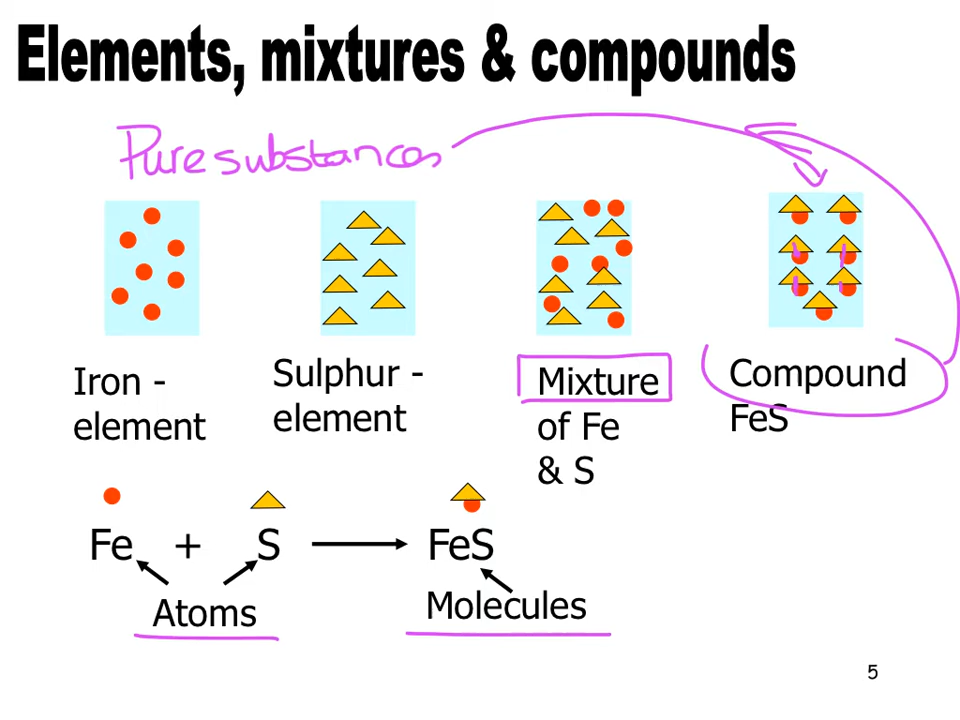 Elements, mixtures & compounds
Pure substances
Iron -
element
Sulphur -
element
Mixture
of Fe
& S
Compound
FeS
Fe + S FeS
Atoms
Molecules
5